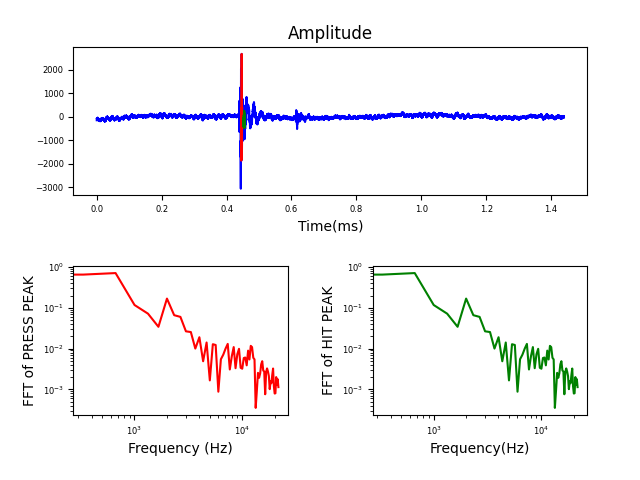 Amplitude
2000
1000
0
−1000
−2000
−3000
0.0 0.2 0.4 0.6 0.8 1.0 1.2 1.4
Time(ms)
FFT of PRESS PEAK
10⁰
10⁻¹
10⁻²
10⁻³
10³ 10⁴
Frequency (Hz)
FFT of HIT PEAK
10⁰
10⁻¹
10⁻²
10⁻³
10³ 10⁴
Frequency(Hz)